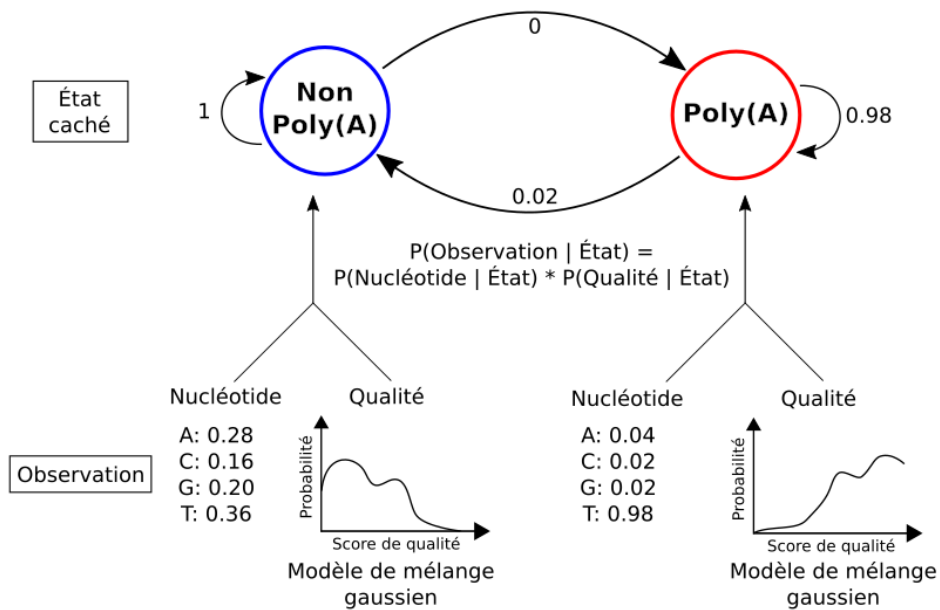 0
État
caché
Non
Poly(A)
1
Poly(A)
0.98
0.02
P(Observation | État) =
P(Nucléotide | État) * P(Qualité | État)
Nucléotide
Qualité
Nucléotide
Qualité
Observation
A: 0.28
C: 0.16
G: 0.20
T: 0.36
Probabilité
Score de qualité
Modèle de mélange
gaussien
A: 0.04
C: 0.02
G: 0.02
T: 0.98
Probabilité
Score de qualité
Modèle de mélange
gaussien